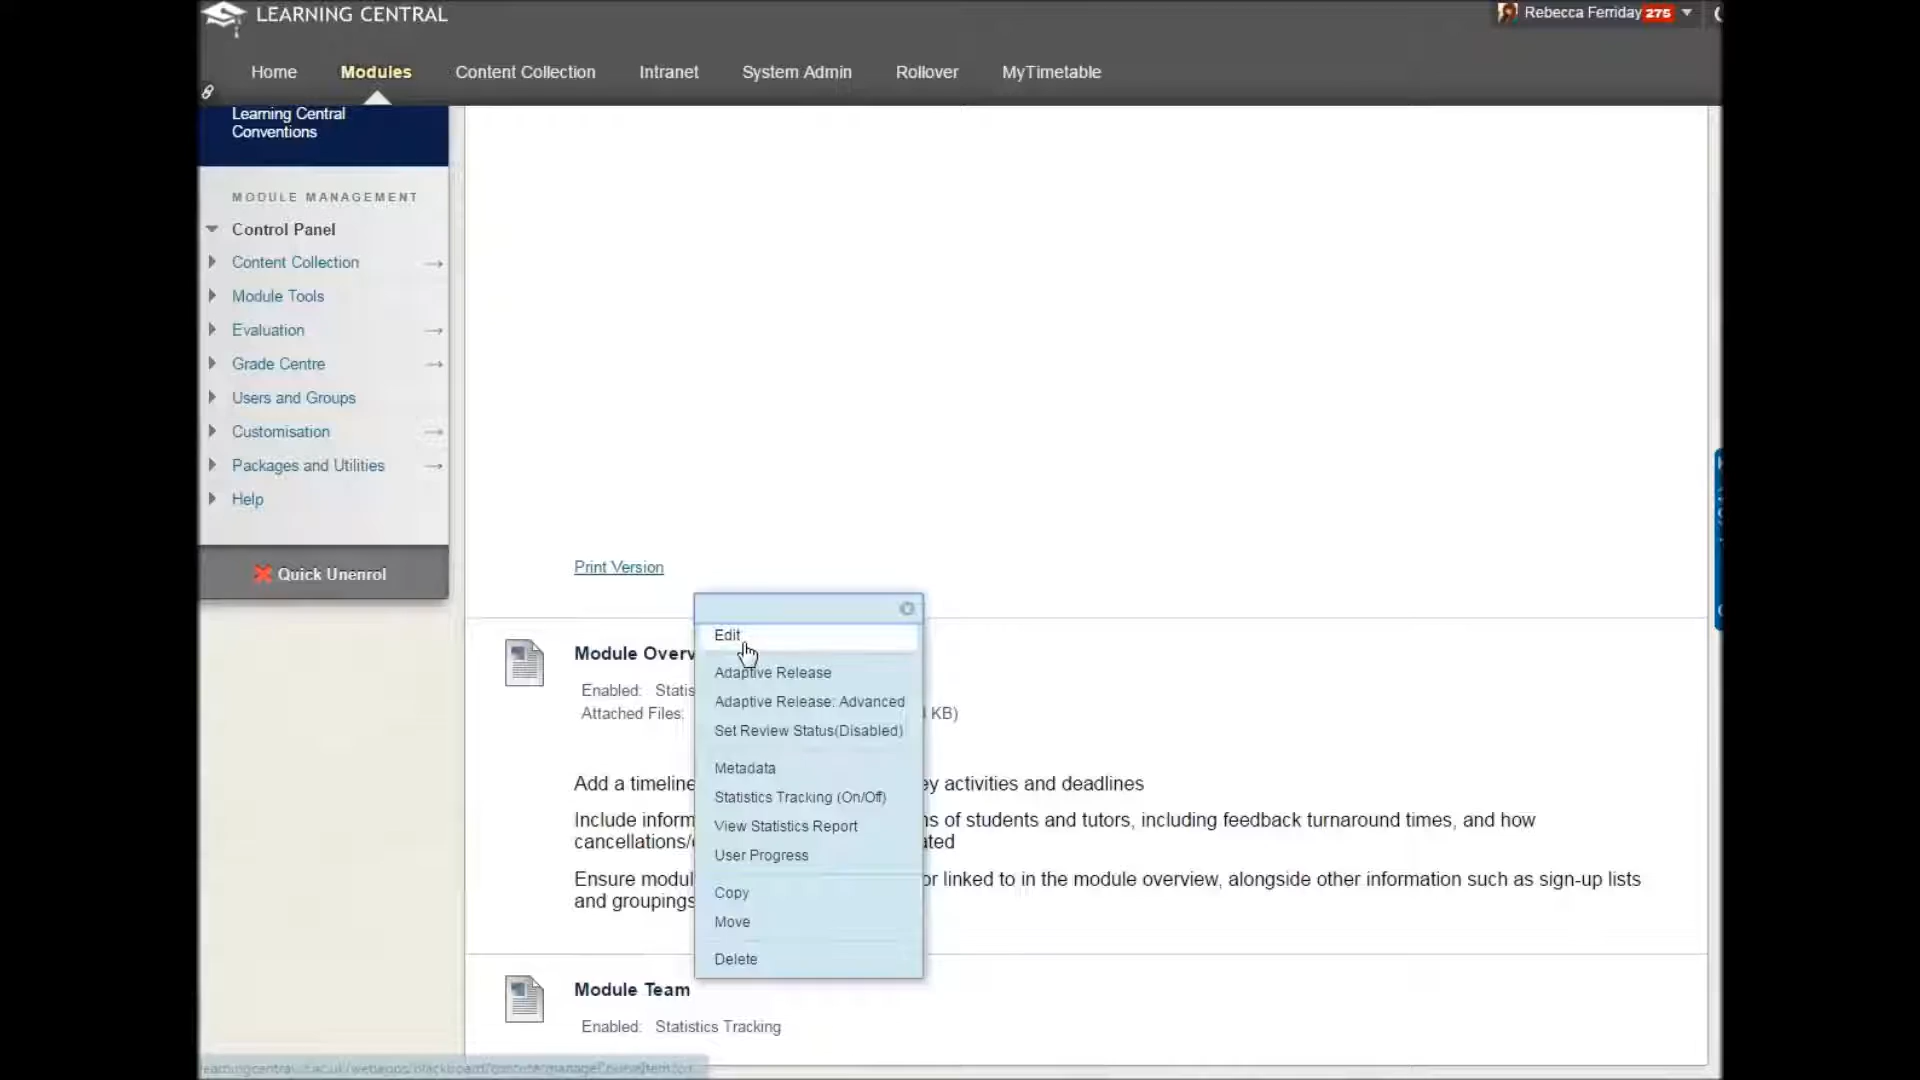 LEARNING CENTRAL
Rebecca Ferriday 275
Home Modules Content Collection Intranet System Admin Rollover MyTimetable
Learning Central
Conventions
MODULE MANAGEMENT
Control Panel
Content Collection
Module Tools
Evaluation
Grade Centre
Users and Groups
Customisation
Packages and Utilities
Help
Quick Unenrol
Print Version
Edit
Adaptive Release
Adaptive Release: Advanced
Set Review Status(Disabled)
Metadata
Statistics Tracking (On/Off)
View Statistics Report
User Progress
Copy
Move
Delete
Module Overv
Enabled: Statis
Attached Files: KB)
Add a timeline ey activities and deadlines
Include inform of students and tutors, including feedback turnaround times, and how
cancellations/
Ensure modul or linked to in the module overview, alongside other information such as sign-up lists
and groupings
Module Team
Enabled: Statistics Tracking